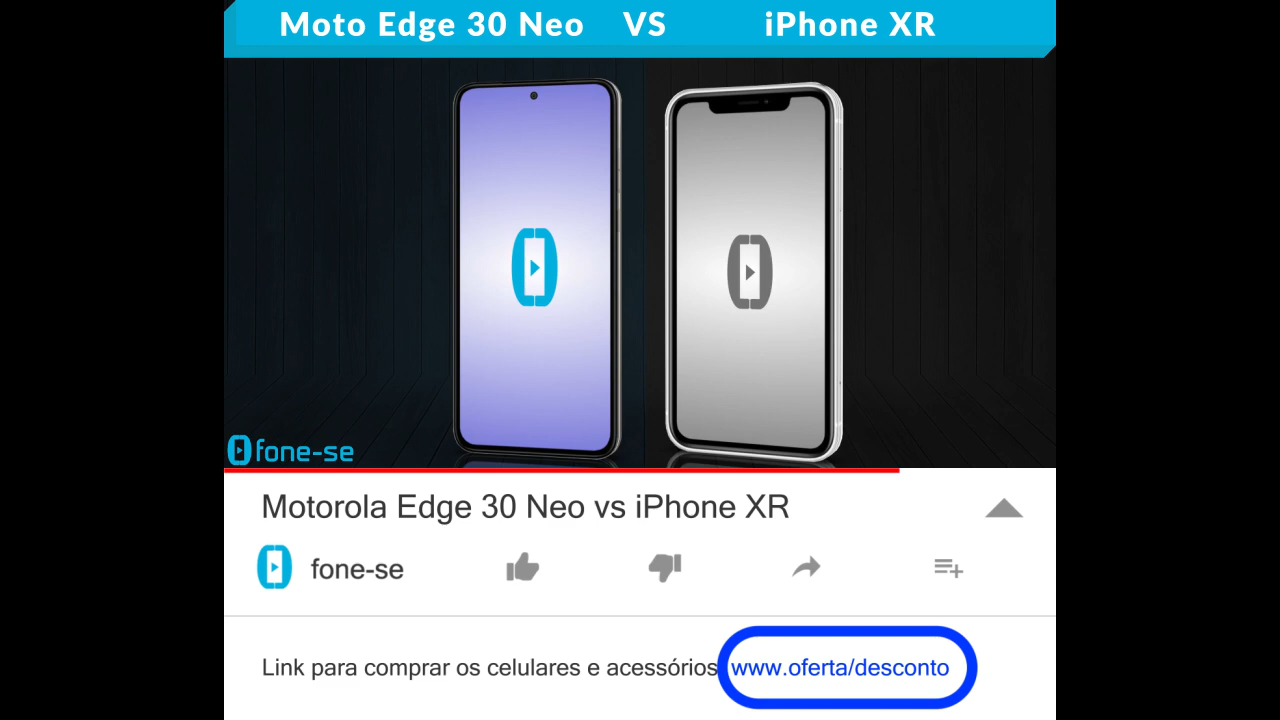 Moto Edge 30 Neo VS iPhone XR
fone-se
Motorola Edge 30 Neo vs iPhone XR
fone-se
Link para comprar os celulares e acessórios www.oferta/desconto